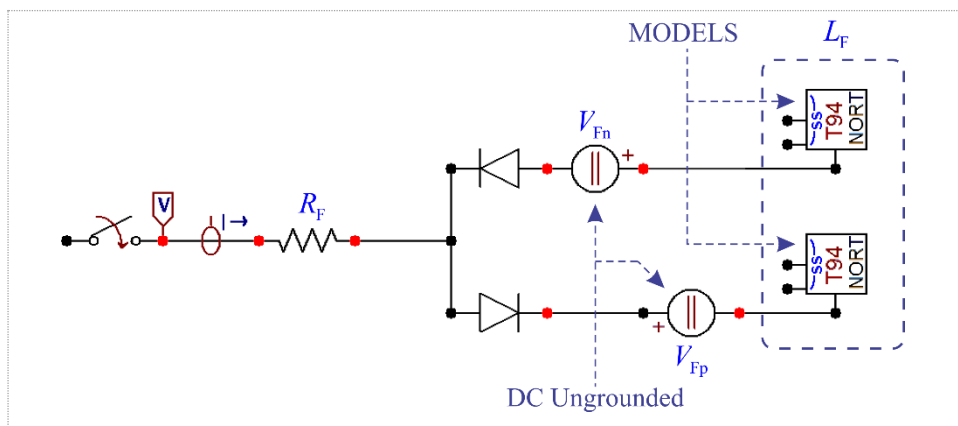 MODELS
L_F
V_Fn
+
-SS-
T94
NORT
V
I→
R_F
-SS-
T94
NORT
+
V_Fp
DC Ungrounded